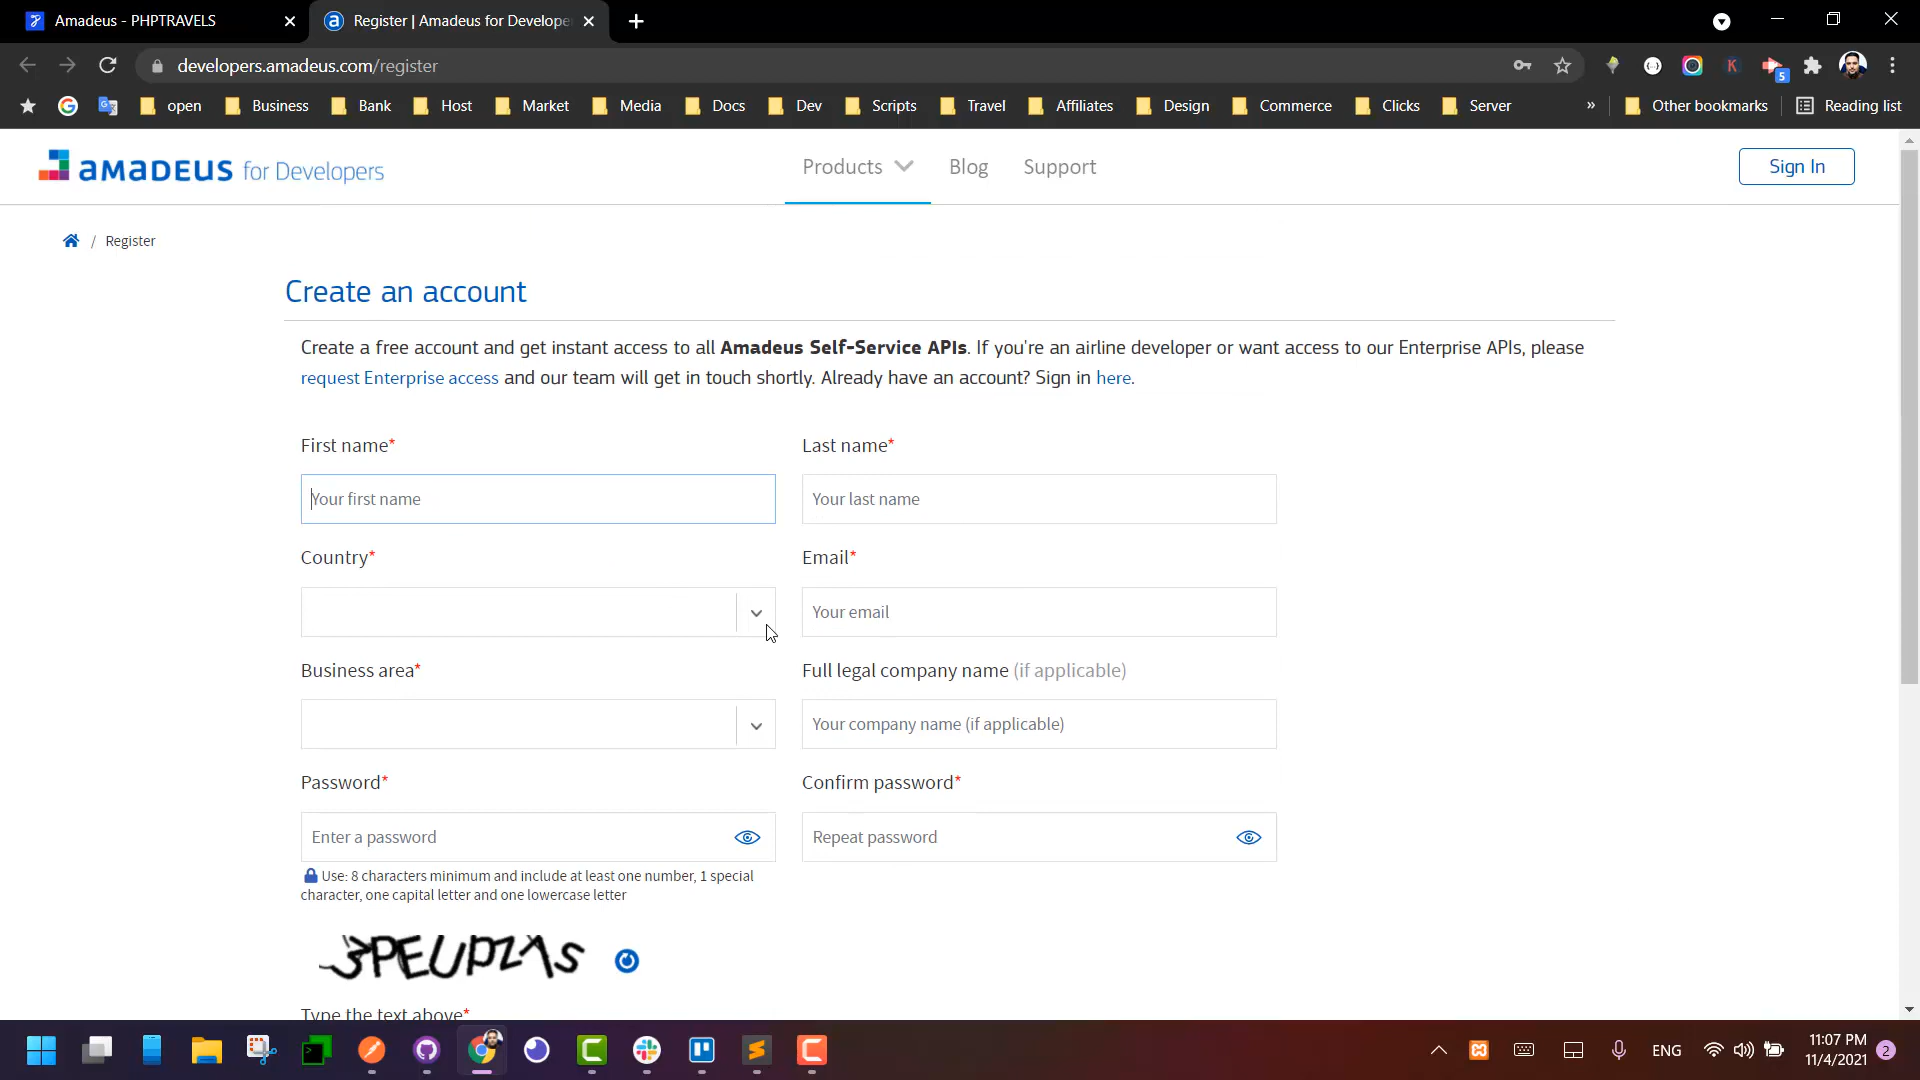 Amadeus - PHPTRAVELS
Register | Amadeus for Develope
developers.amadeus.com/register
5
open
Business
Bank
Host
Market
Media
Docs
Dev
Scripts
Travel
Affiliates
Design
Commerce
Clicks
Server
»
Other bookmarks
Reading list
amadeus for Developers
Products
Blog
Support
Sign In
/ Register
Create an account
Create a free account and get instant access to all Amadeus Self-Service APIs. If you're an airline developer or want access to our Enterprise APIs, please
request Enterprise access and our team will get in touch shortly. Already have an account? Sign in here.
First name*
Last name*
Your first name
Your last name
Country*
Email*
Your email
Business area*
Full legal company name (if applicable)
Your company name (if applicable)
Password*
Confirm password*
Enter a password
Repeat password
Use: 8 characters minimum and include at least one number, 1 special
character, one capital letter and one lowercase letter
Type the text above*
ENG
11:07 PM
11/4/2021
2